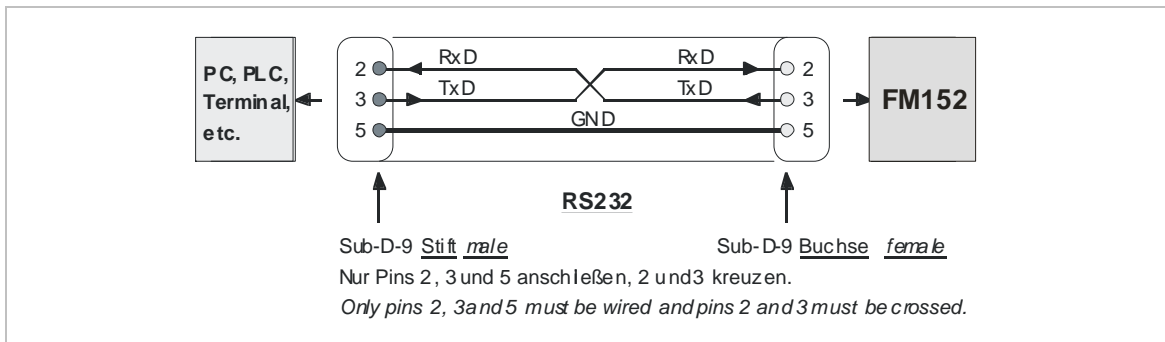 PC, PLC,
Terminal,
etc.
2 RxD RxD 2
3 TxD TxD 3
5 GND 5
FM152
RS232
Sub-D-9 Stift male
Sub-D-9 Buchse female
Nur Pins 2, 3 und 5 anschließen, 2 und 3 kreuzen.
Only pins 2, 3 and 5 must be wired and pins 2 and 3 must be crossed.